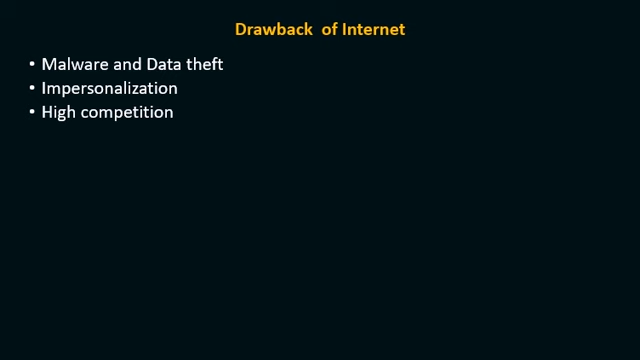 Drawback of Internet
• Malware and Data theft
• Impersonalization
• High competition